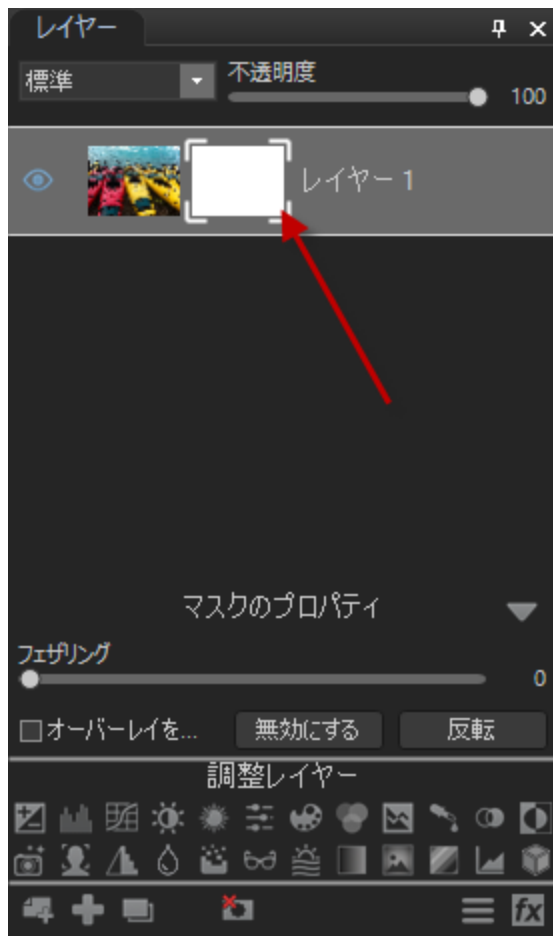 レイヤー
標準
不透明度
100
レイヤー 1
マスクのプロパティ
フェザリング
0
オーバーレイを...
無効にする
反転
調整レイヤー
fx